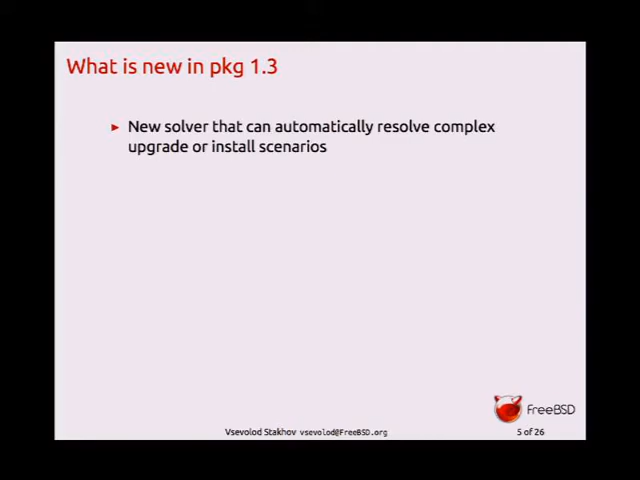 What is new in pkg 1.3
► New solver that can automatically resolve complex
upgrade or install scenarios
FreeBSD
Vsevolod Stakhov vsevolod@FreeBSD.org
5 of 26